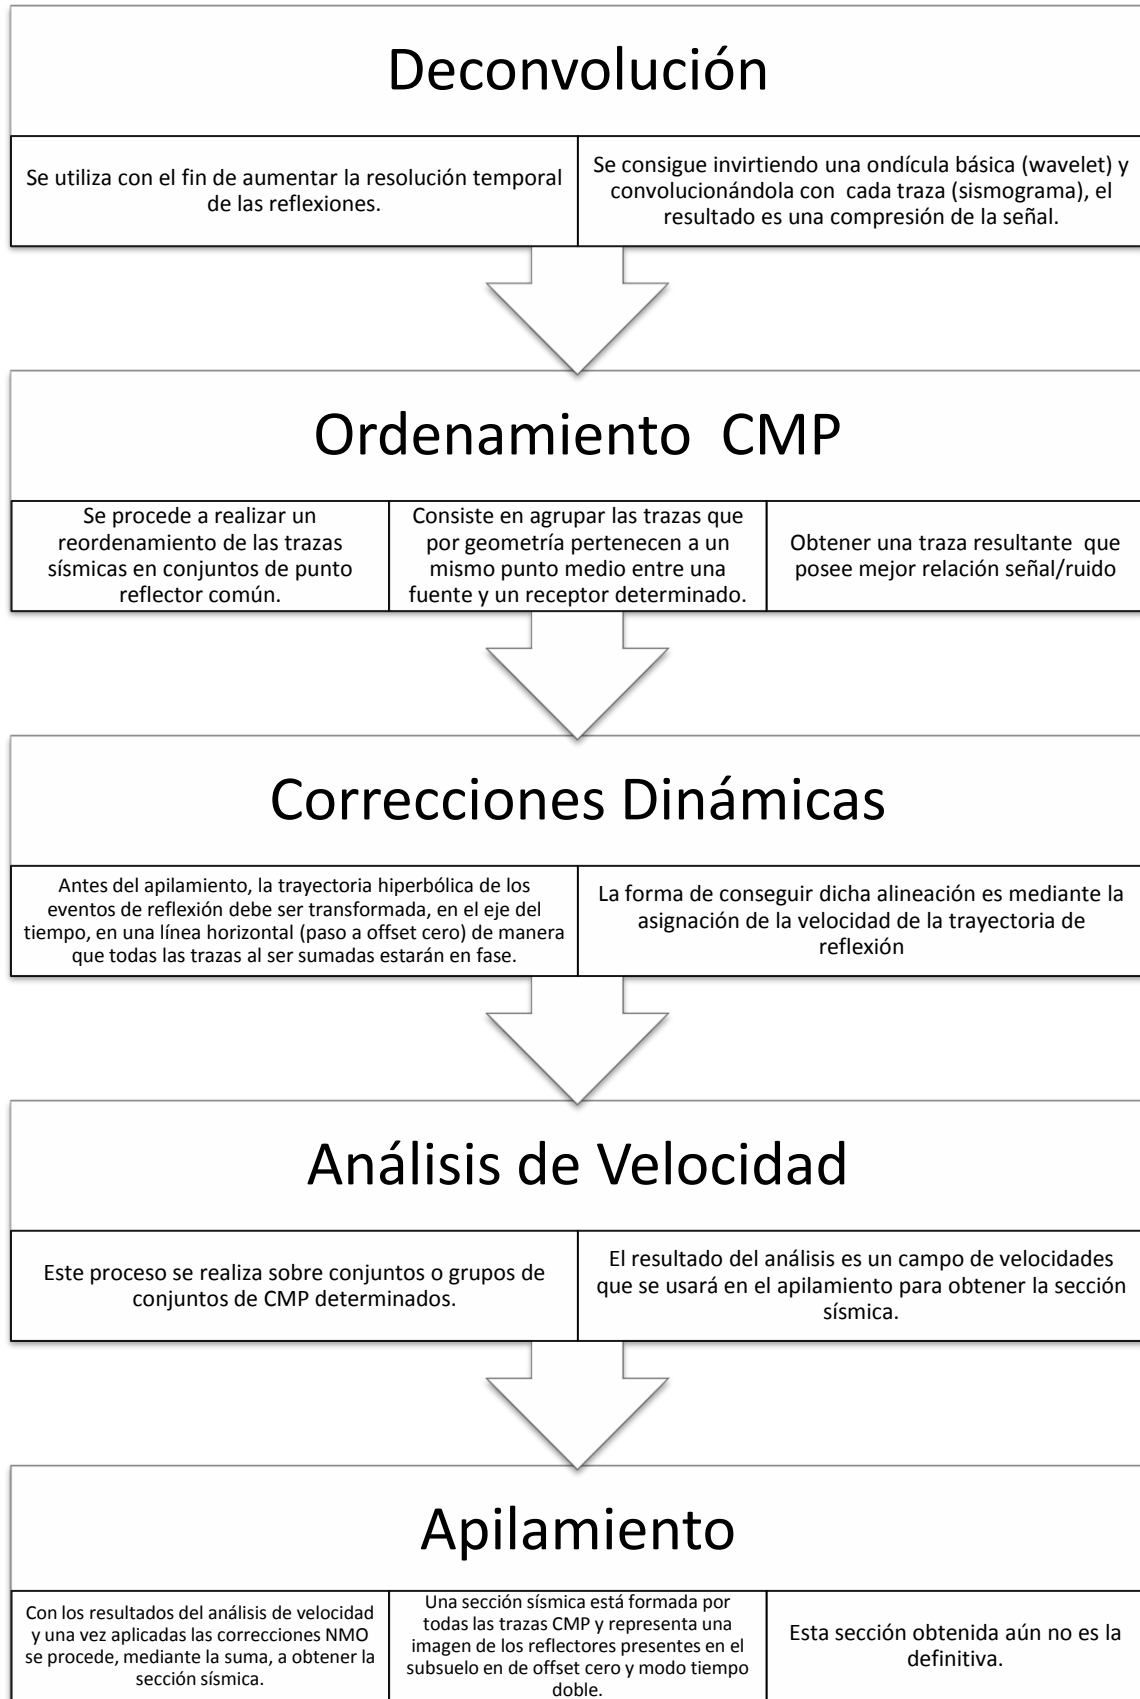 Deconvolución
Se utiliza con el fin de aumentar la resolución temporal
de las reflexiones.
Se consigue invirtiendo una ondícula básica (wavelet) y
convolucionándola con cada traza (sismograma), el
resultado es una compresión de la señal.
Ordenamiento CMP
Se procede a realizar un
reordenamiento de las trazas
sísmicas en conjuntos de punto
reflector común.
Consiste en agrupar las trazas que
por geometría pertenecen a un
mismo punto medio entre una
fuente y un receptor determinado.
Obtener una traza resultante que
posee mejor relación señal/ruido
Correcciones Dinámicas
Antes del apilamiento, la trayectoria hiperbólica de los
eventos de reflexión debe ser transformada, en el eje del
tiempo, en una línea horizontal (paso a offset cero) de manera
que todas las trazas al ser sumadas estarán en fase.
La forma de conseguir dicha alineación es mediante la
asignación de la velocidad de la trayectoria de
reflexión
Análisis de Velocidad
Este proceso se realiza sobre conjuntos o grupos de
conjuntos de CMP determinados.
El resultado del análisis es un campo de velocidades
que se usará en el apilamiento para obtener la sección
sísmica.
Apilamiento
Con los resultados del análisis de velocidad
y una vez aplicadas las correcciones NMO
se procede, mediante la suma, a obtener la
sección sísmica.
Una sección sísmica está formada por
todas las trazas CMP y representa una
imagen de los reflectores presentes en el
subsuelo en de offset cero y modo tiempo
doble.
Esta sección obtenida aún no es la
definitiva.